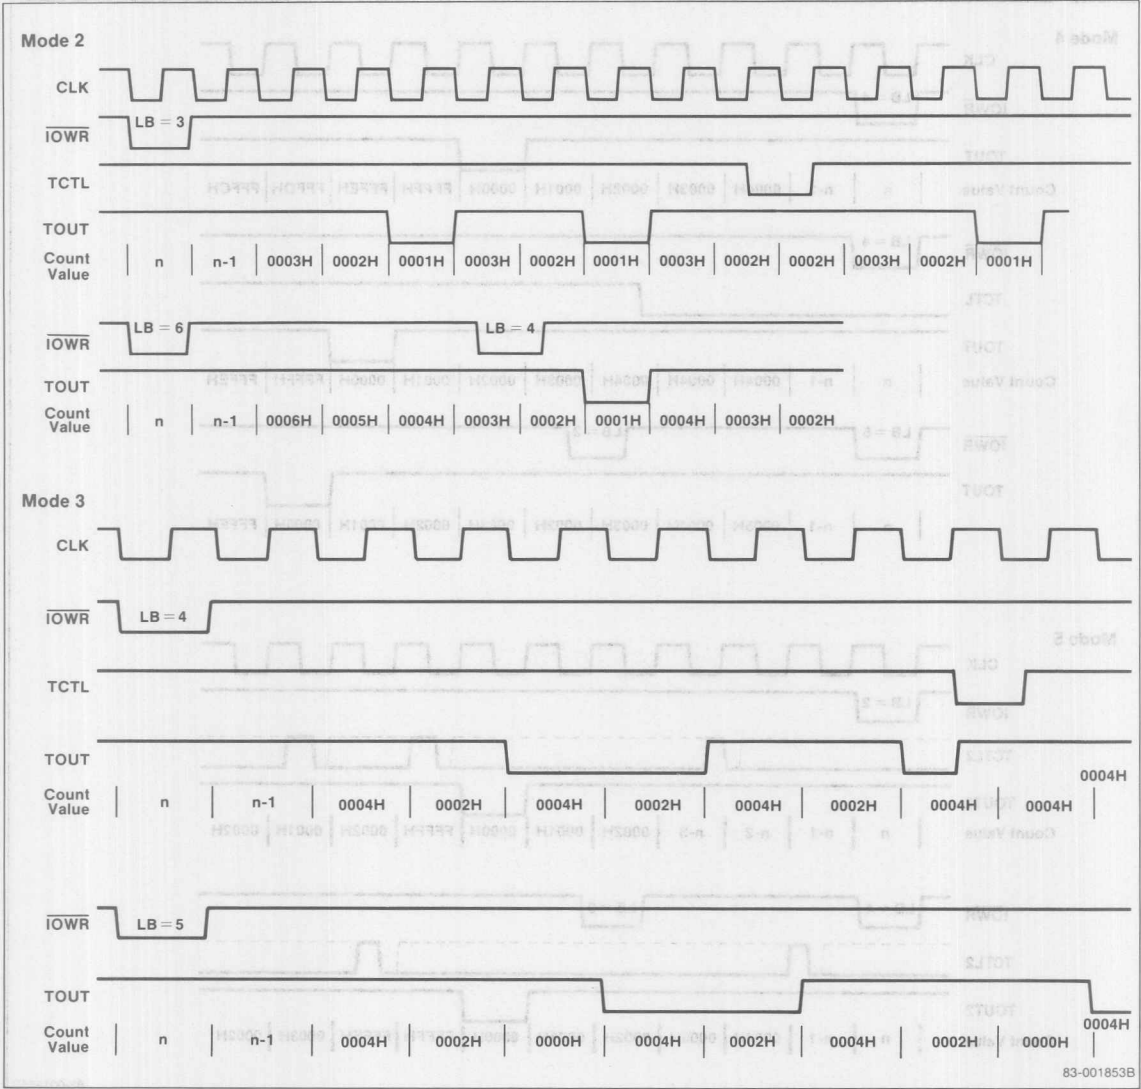 Mode 2
CLK
IOWR LB = 3
TCTL
TOUT
Count Value n n-1 0003H 0002H 0001H 0003H 0002H 0001H 0003H 0002H 0002H 0003H 0002H 0001H
IOWR LB = 6 LB = 4
TOUT
Count Value n n-1 0006H 0005H 0004H 0003H 0002H 0001H 0004H 0003H 0002H
Mode 3
CLK
IOWR LB = 4
TCTL
TOUT
Count Value n n-1 0004H 0002H 0004H 0002H 0004H 0002H 0004H 0004H 0004H
IOWR LB = 5
TOUT
Count Value n n-1 0004H 0002H 0000H 0004H 0002H 0004H 0002H 0000H 0004H
83-001853B